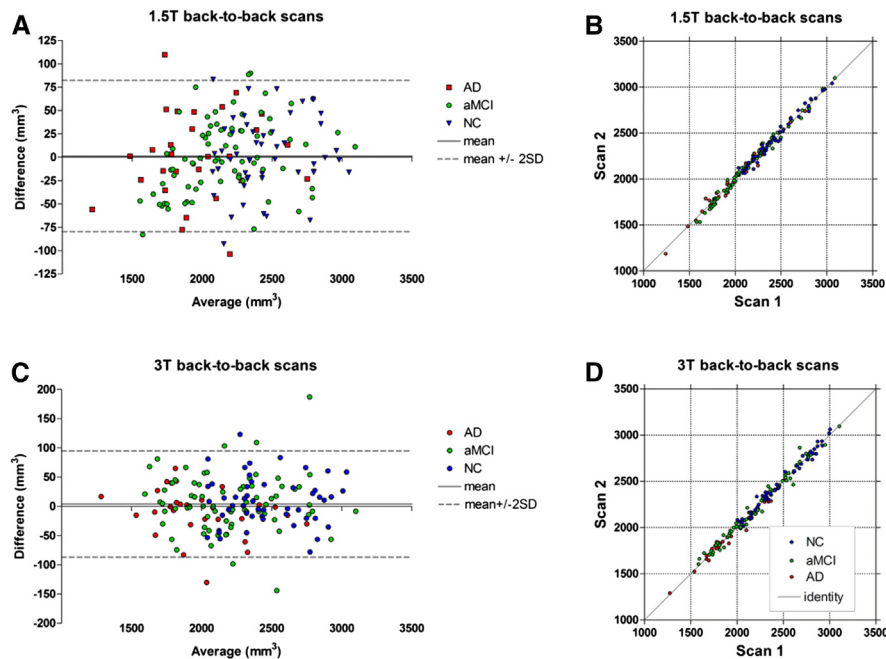 A
1.5T back-to-back scans
Difference (mm³)
125
100
75
50
25
0
-25
-50
-75
-100
-125
1500 2000 2500 3000 3500
Average (mm³)
AD
aMCI
NC
mean
mean +/- 2SD
B
1.5T back-to-back scans
Scan 2
3500
3000
2500
2000
1500
1000
1000 1500 2000 2500 3000 3500
Scan 1
C
3T back-to-back scans
Difference (mm³)
200
150
100
50
0
-50
-100
-150
-200
1500 2000 2500 3000 3500
Average (mm³)
AD
aMCI
NC
mean
mean+/-2SD
D
3T back-to-back scans
Scan 2
3500
3000
2500
2000
1500
1000
NC
aMCI
AD
identity
1000 1500 2000 2500 3000 3500
Scan 1